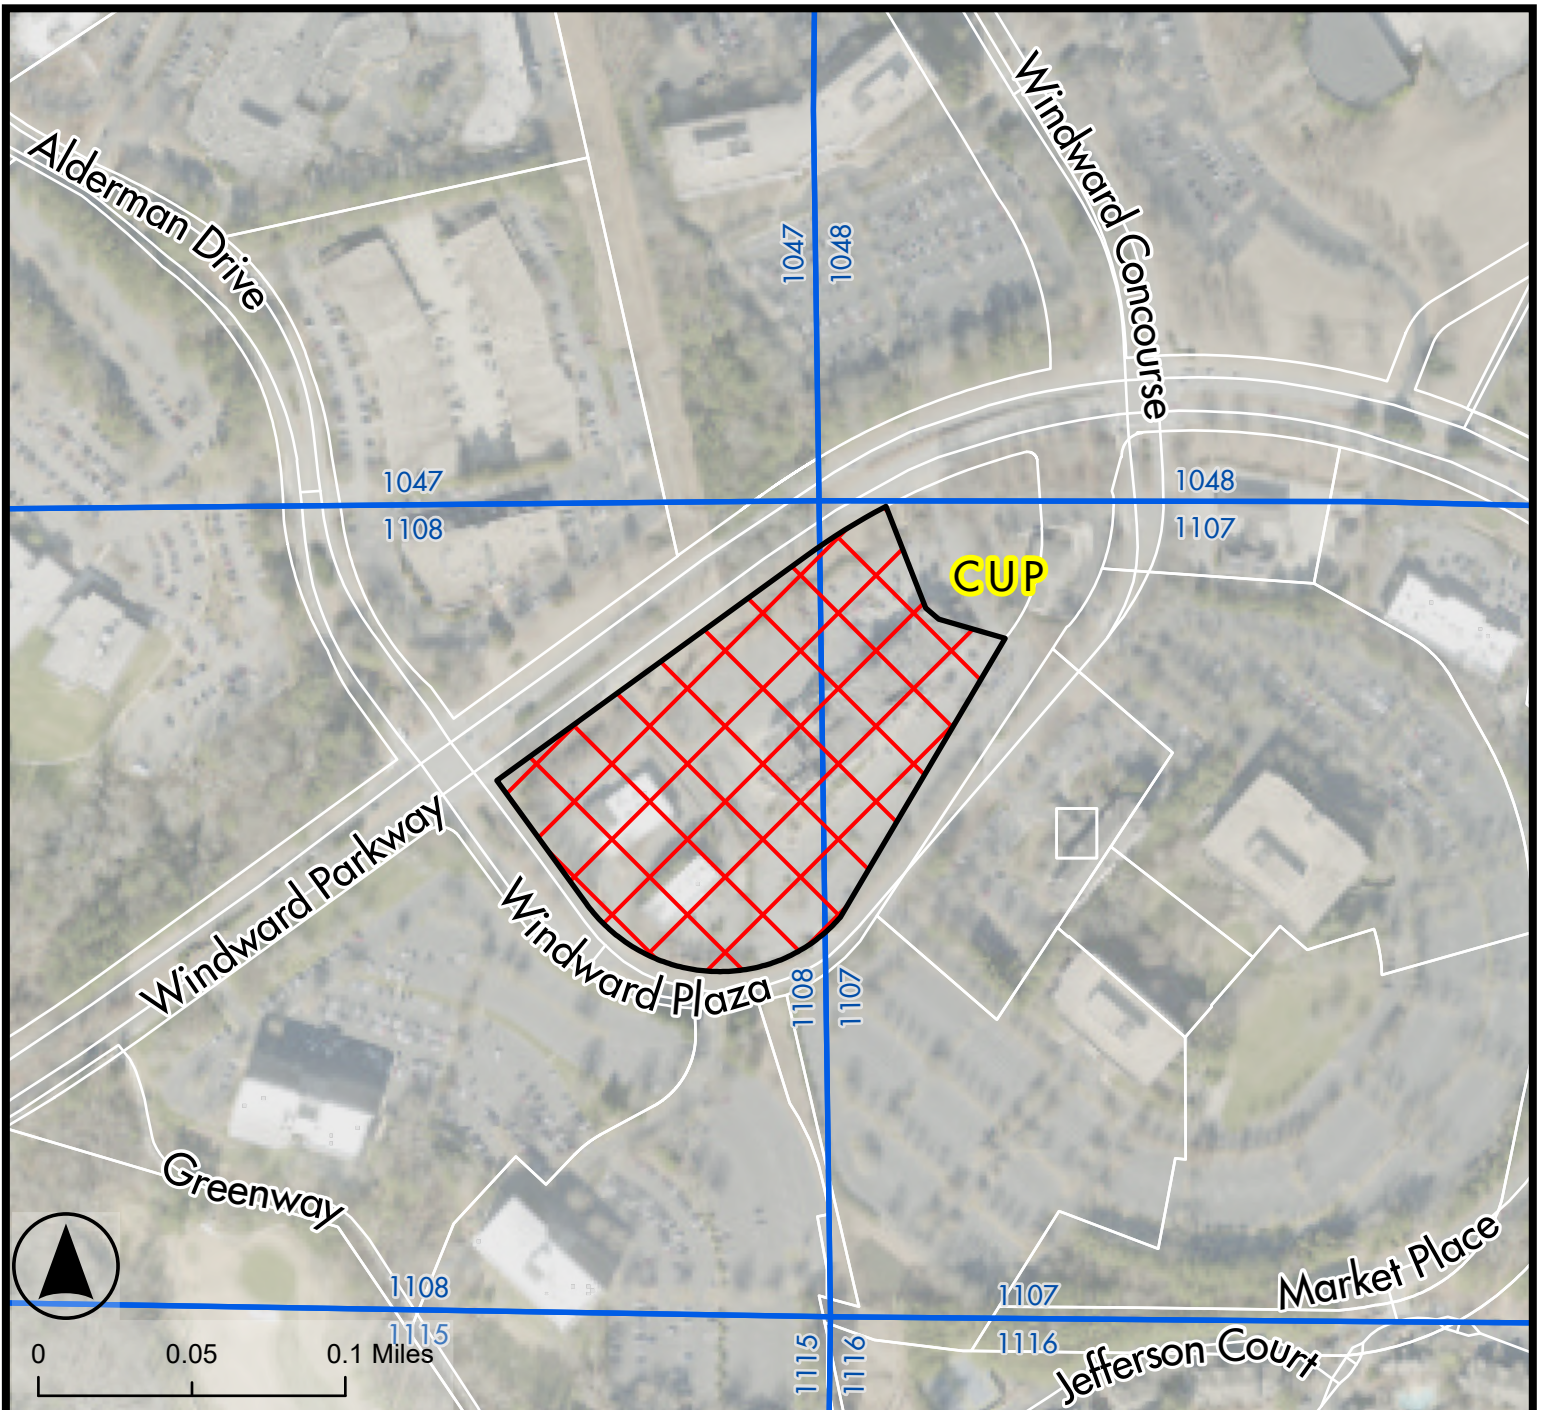 Windward Concourse
Alderman Drive
1047
1048
1047
1048
1108
1107
CUP
Windward Parkway
Windward Plaza
1108
1107
Greenway
Market Place
1108
1107
1115
1116
1115
1116
Jefferson Court
0 0.05 0.1 Miles